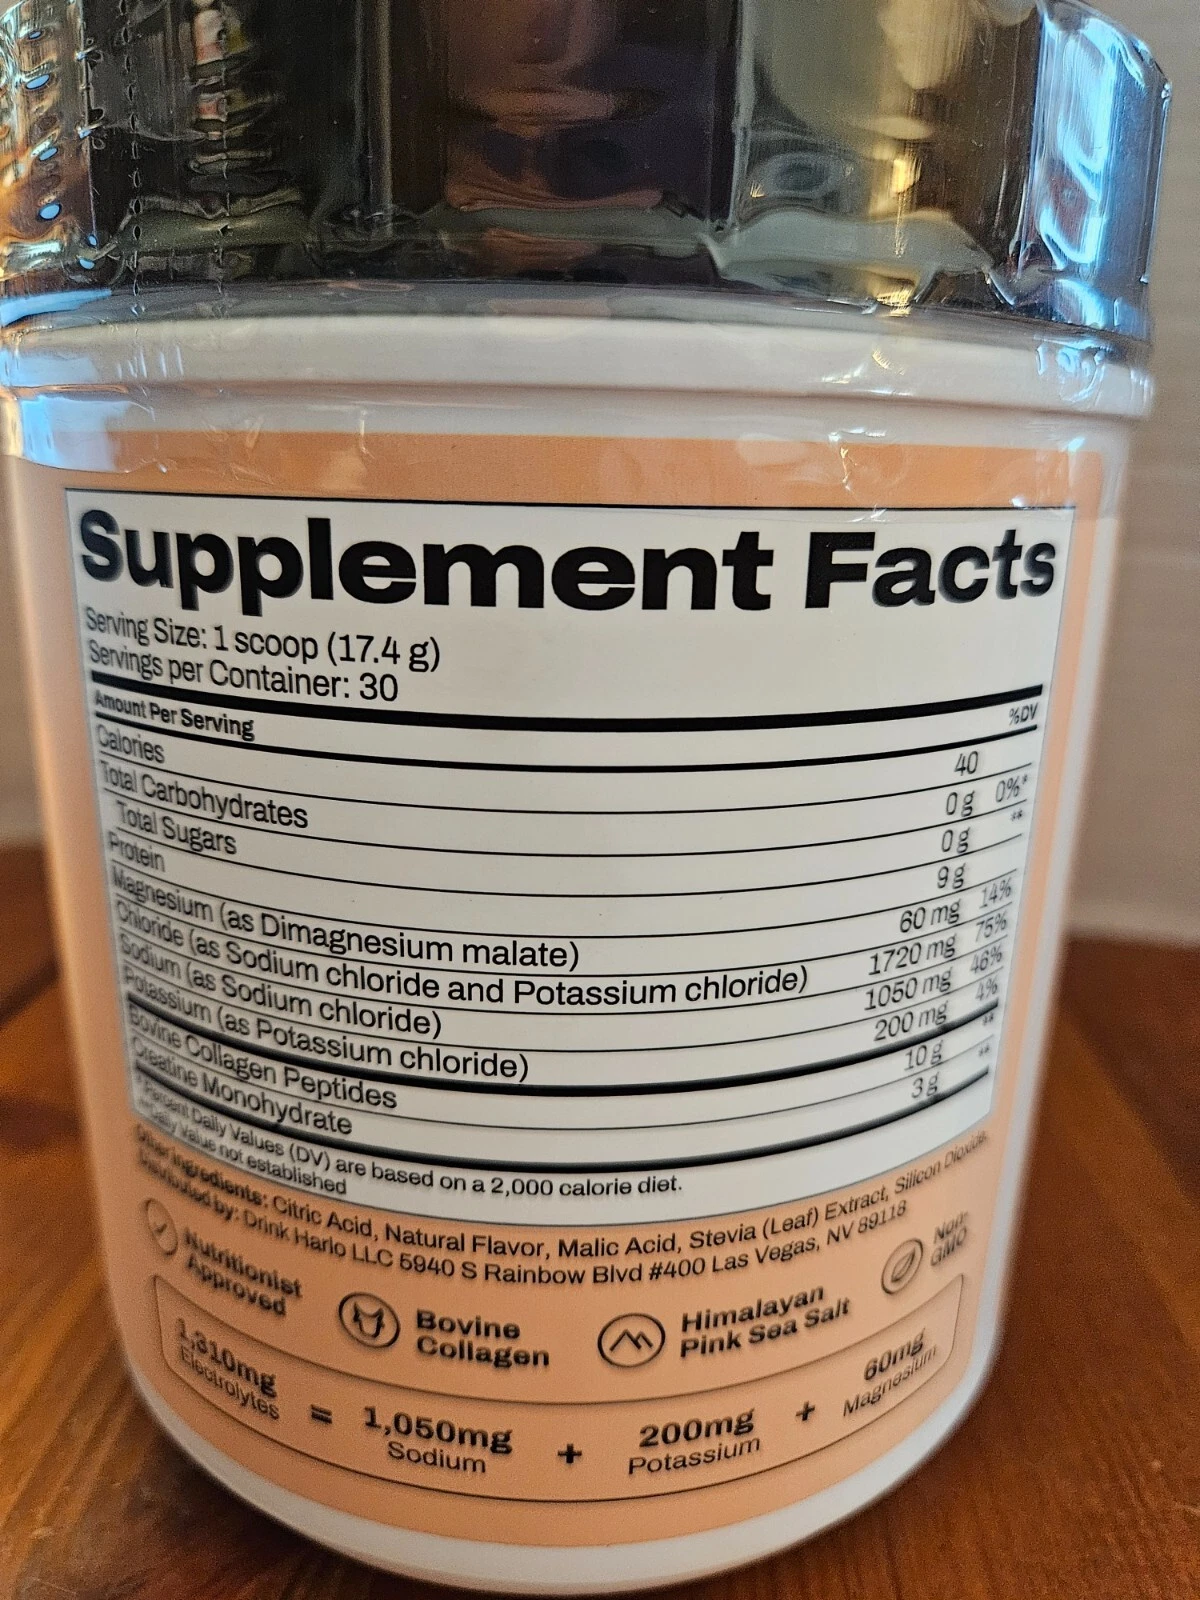 Supplement Facts
Serving Size: 1 scoop (17.4 g)
Servings per Container: 30
Amount Per Serving %DV
Calories 40
Total Carbohydrates 0 g 0%*
Total Sugars 0 g **
Protein 9 g
Magnesium (as Dimagnesium malate) 60 mg 14%
Chloride (as Sodium chloride and Potassium chloride) 1720 mg 75%
Sodium (as Sodium chloride) 1050 mg 46%
Potassium (as Potassium chloride) 200 mg 4%
Bovine Collagen Peptides 10 g **
Creatine Monohydrate 3 g **
* Percent Daily Values (DV) are based on a 2,000 calorie diet.
**Daily Value not established
Other Ingredients: Citric Acid, Natural Flavor, Malic Acid, Stevia (Leaf) Extract, Silicon Dioxide.
Distributed by: Drink Harlo LLC 5940 S Rainbow Blvd #400 Las Vegas, NV 89118
Nutritionist
Approved
Bovine
Collagen
Himalayan
Pink Sea Salt
Non-
GMO
1,310mg
Electrolytes
=
1,050mg
Sodium
+
200mg
Potassium
+
60mg
Magnesium